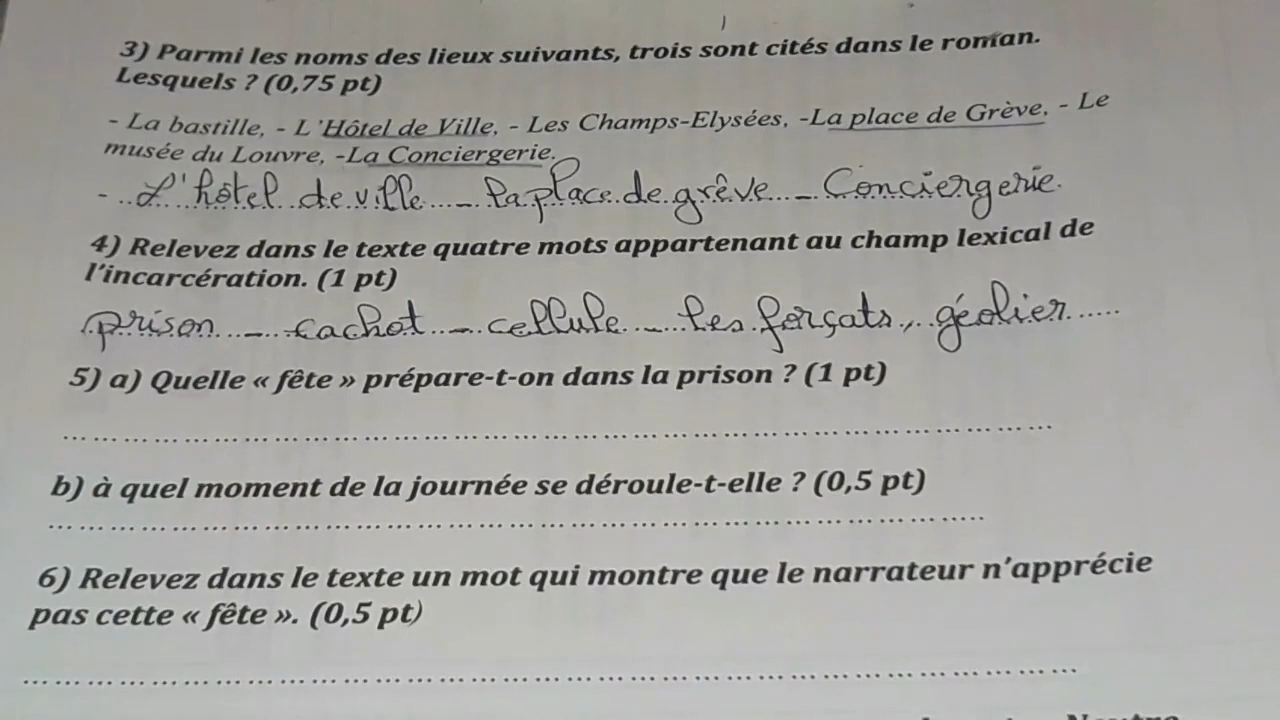 3) Parmi les noms des lieux suivants, trois sont cités dans le roman.
Lesquels ? (0,75 pt)
- La bastille, - L'Hôtel de Ville, - Les Champs-Elysées, -La place de Grève, - Le
musée du Louvre, -La Conciergerie.
- ..L'hôtel de ville - la place de grêve - Conciergerie.
4) Relevez dans le texte quatre mots appartenant au champ lexical de
l'incarcération. (1 pt)
prison - cachot - cellule - les forçats, géolier......
5) a) Quelle « fête » prépare-t-on dans la prison ? (1 pt)
b) à quel moment de la journée se déroule-t-elle ? (0,5 pt)
6) Relevez dans le texte un mot qui montre que le narrateur n'apprécie
pas cette « fête ». (0,5 pt)